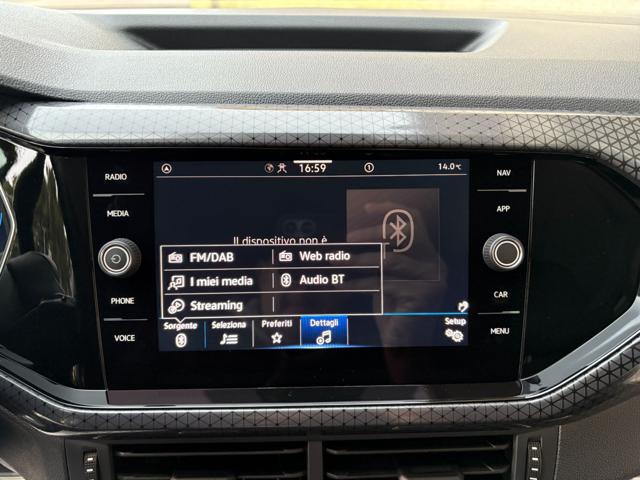 RADIO
MEDIA
PHONE
VOICE
16:59
1
14.0 °C
Il dispositivo non è
FM/DAB
Web radio
I miei media
Audio BT
Streaming
Sorgente
Seleziona
Preferiti
Dettagli
Setup
NAV
APP
CAR
MENU